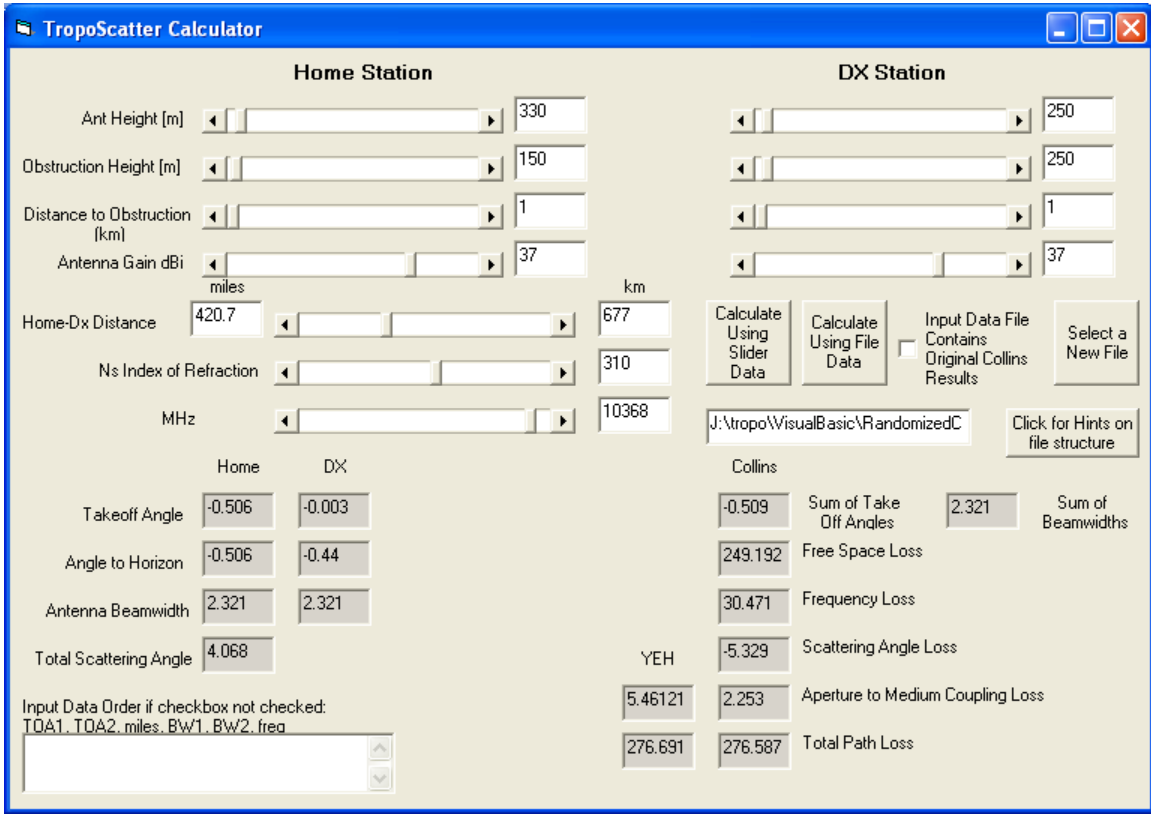 TropoScatter Calculator
Home Station
DX Station
Ant Height [m]
330
250
Obstruction Height [m]
150
250
Distance to Obstruction
(km)
1
1
Antenna Gain dBi
37
37
miles
km
Home-Dx Distance
420.7
677
Ns Index of Refraction
310
MHz
10368
Calculate
Using
Slider
Data
Calculate
Using File
Data
Input Data File
Contains
Original Collins
Results
Select a
New File
J:\tropo\VisualBasic\RandomizedC
Click for Hints on
file structure
Home
DX
Collins
Takeoff Angle
-0.506
-0.003
-0.509
Sum of Take
Off Angles
2.321
Sum of
Beamwidths
Angle to Horizon
-0.506
-0.44
249.192
Free Space Loss
Antenna Beamwidth
2.321
2.321
30.471
Frequency Loss
Total Scattering Angle
4.068
-5.329
Scattering Angle Loss
YEH
5.46121
2.253
Aperture to Medium Coupling Loss
276.691
276.587
Total Path Loss
Input Data Order if checkbox not checked:
TOA1, TOA2, miles, BW1, BW2, freq